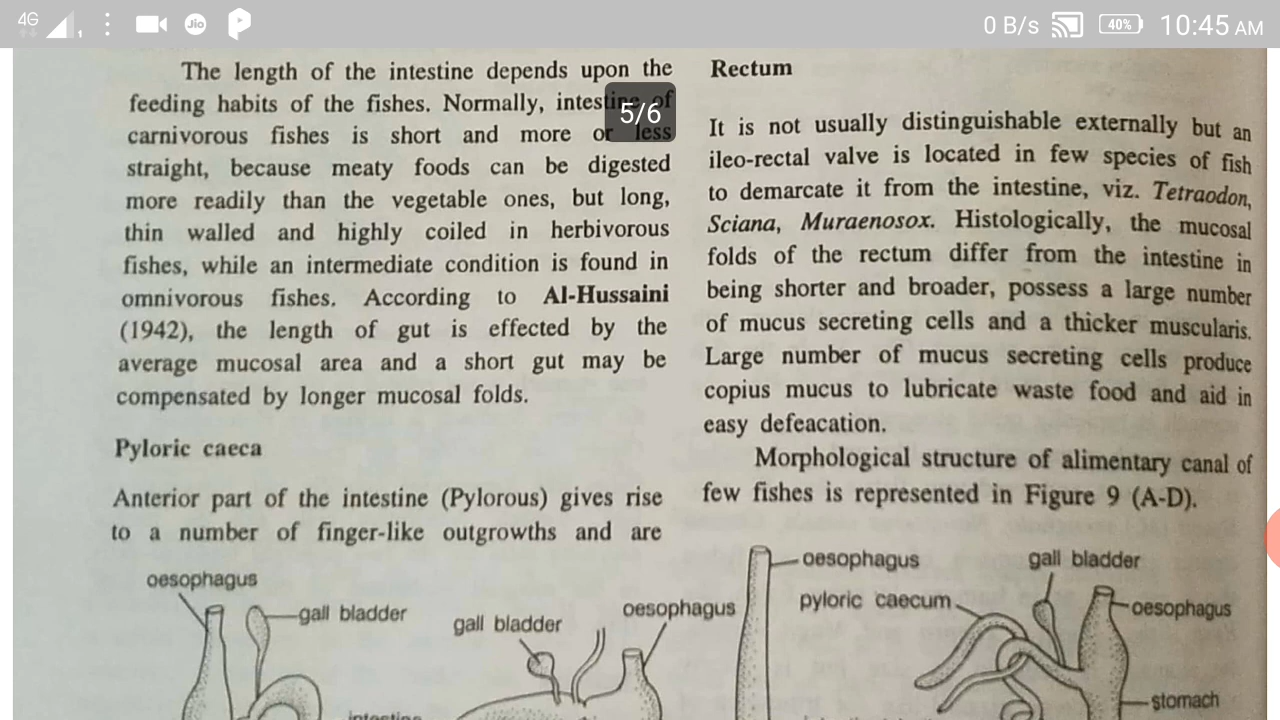 4G
1
Jio
0 B/s
40%
10:45 AM
5/6
The length of the intestine depends upon the
feeding habits of the fishes. Normally, intestine of
carnivorous fishes is short and more or less
straight, because meaty foods can be digested
more readily than the vegetable ones, but long,
thin walled and highly coiled in herbivorous
fishes, while an intermediate condition is found in
omnivorous fishes. According to Al-Hussaini
(1942), the length of gut is effected by the
average mucosal area and a short gut may be
compensated by longer mucosal folds.
Pyloric caeca
Anterior part of the intestine (Pylorous) gives rise
to a number of finger-like outgrowths and are
Rectum
It is not usually distinguishable externally but an
ileo-rectal valve is located in few species of fish
to demarcate it from the intestine, viz. Tetraodon,
Sciana, Muraenosox. Histologically, the mucosal
folds of the rectum differ from the intestine in
being shorter and broader, possess a large number
of mucus secreting cells and a thicker muscularis.
Large number of mucus secreting cells produce
copius mucus to lubricate waste food and aid in
easy defeacation.
Morphological structure of alimentary canal of
few fishes is represented in Figure 9 (A-D).
oesophagus
gall bladder
gall bladder
oesophagus
oesophagus
pyloric caecum
gall bladder
oesophagus
stomach